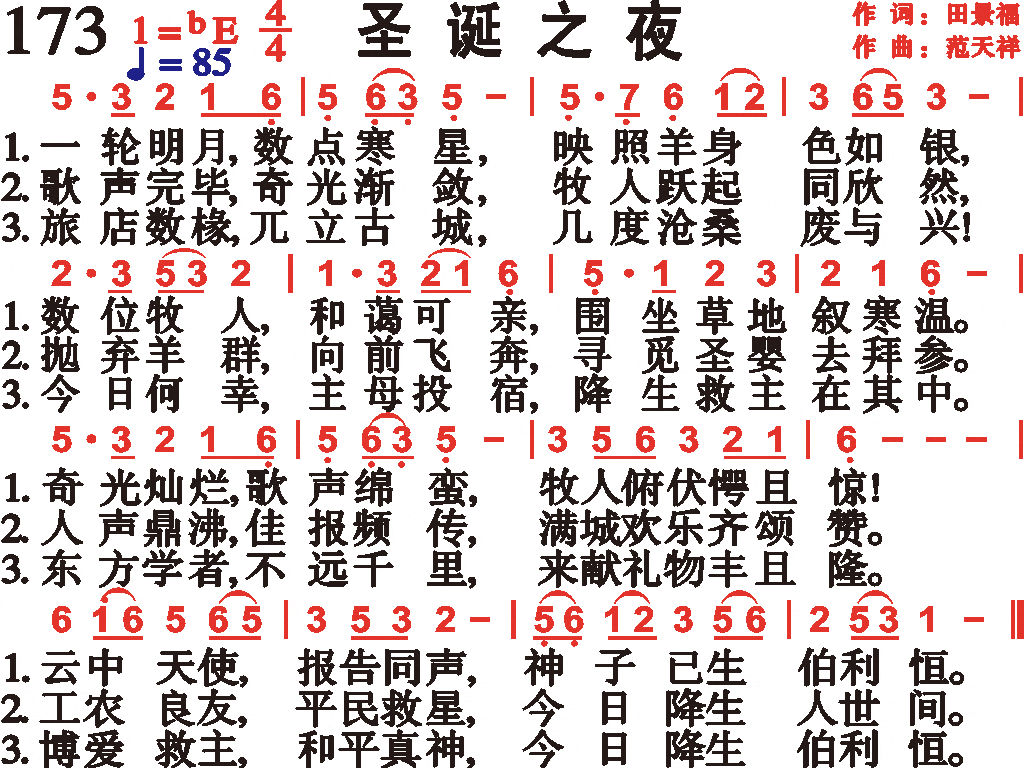 173 1=bE 4/4 圣诞之夜 作 词：田景福
♩= 85 作 曲：范天祥
5· 3 2 1 6 | 5 6 3 5 – | 5· 7 6 1 2 | 3 6 5 3 – |
1. 一轮明月, 数点寒星, 映照羊身色如银,
2. 歌声完毕, 奇光渐敛, 牧人跃起同欣然,
3. 旅店数椽, 兀立古城, 几度沧桑废与兴!
2· 3 5 3 2 | 1· 3 2 1 6 | 5· 1 2 3 | 2 1 6 – |
1. 数位牧人, 和蔼可亲, 围坐草地叙寒温。
2. 抛弃羊群, 向前飞奔, 寻觅圣婴去拜参。
3. 今日何幸, 主母投宿, 降生救主在其中。
5· 3 2 1 6 | 5 6 3 5 – | 3 5 6 3 2 1 | 6 – – – |
1. 奇光灿烂, 歌声绵蛮, 牧人俯伏愕且惊!
2. 人声鼎沸, 佳报频传, 满城欢乐齐颂赞。
3. 东方学者, 不远千里, 来献礼物丰且隆。
6 1 6 5 6 5 | 3 5 3 2 – | 5 6 1 2 3 5 6 | 2 5 3 1 – ‖
1. 云中天使, 报告同声, 神子已生伯利恒。
2. 工农良友, 平民救星, 今日降生人世间。
3. 博爱救主, 和平真神, 今日降生伯利恒。